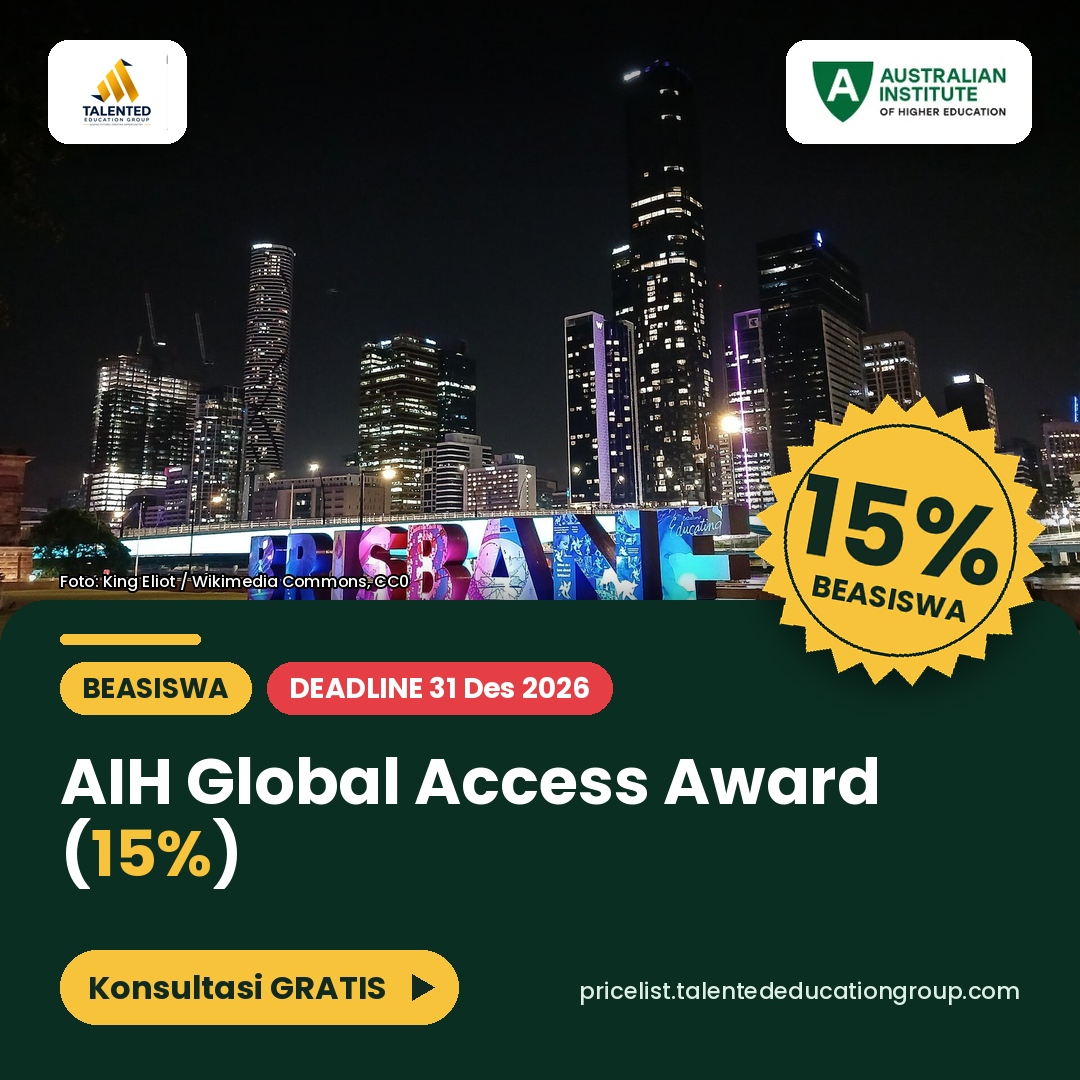 TALENTED
EDUCATION GROUP
AUSTRALIAN
INSTITUTE
OF HIGHER EDUCATION
W
Educating
BRISBANE
Foto: King Eliot / Wikimedia Commons, CC0
15%
BEASISWA
BEASISWA
DEADLINE 31 Des 2026
AIH Global Access Award
(15%)
Konsultasi GRATIS
pricelist.talentededucationgroup.com